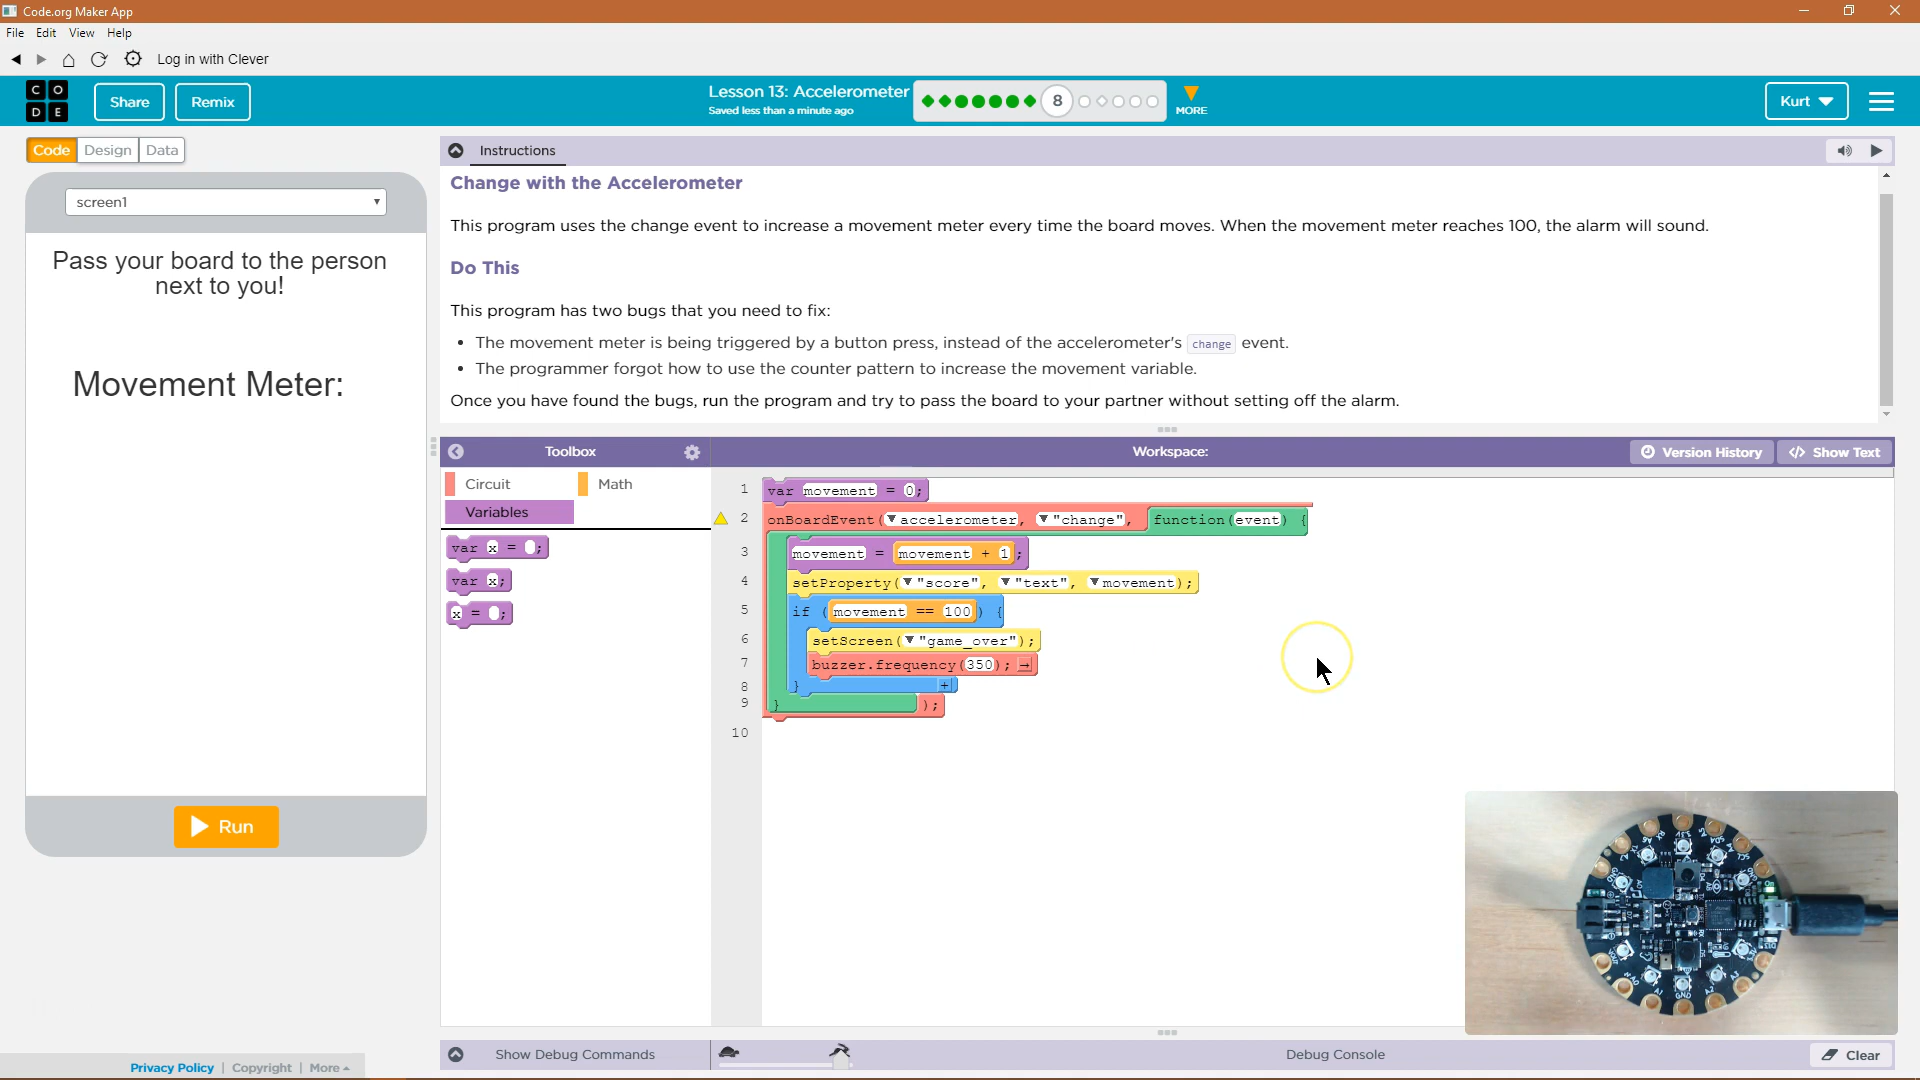 Code.org Maker App
File Edit View Help
Log in with Clever
C O D E
Share
Remix
Lesson 13: Accelerometer
Saved less than a minute ago
8
MORE
Kurt
Code Design Data
Instructions
screen1
Pass your board to the person
next to you!
Movement Meter:
Run
Change with the Accelerometer
This program uses the change event to increase a movement meter every time the board moves. When the movement meter reaches 100, the alarm will sound.
Do This
This program has two bugs that you need to fix:
• The movement meter is being triggered by a button press, instead of the accelerometer's change event.
• The programmer forgot how to use the counter pattern to increase the movement variable.
Once you have found the bugs, run the program and try to pass the board to your partner without setting off the alarm.
Toolbox
Workspace:
Version History
</> Show Text
Circuit
Math
Variables
var x = ;
var x;
x = ;
1 var movement = 0;
2 onBoardEvent(▼accelerometer, ▼"change", function(event) {
3 movement = movement + 1;
4 setProperty(▼"score", ▼"text", ▼movement);
5 if (movement == 100) {
6 setScreen(▼"game_over");
7 buzzer.frequency(350); →
8 } +
9 } );
10
Show Debug Commands
Debug Console
Clear
Privacy Policy | Copyright | More